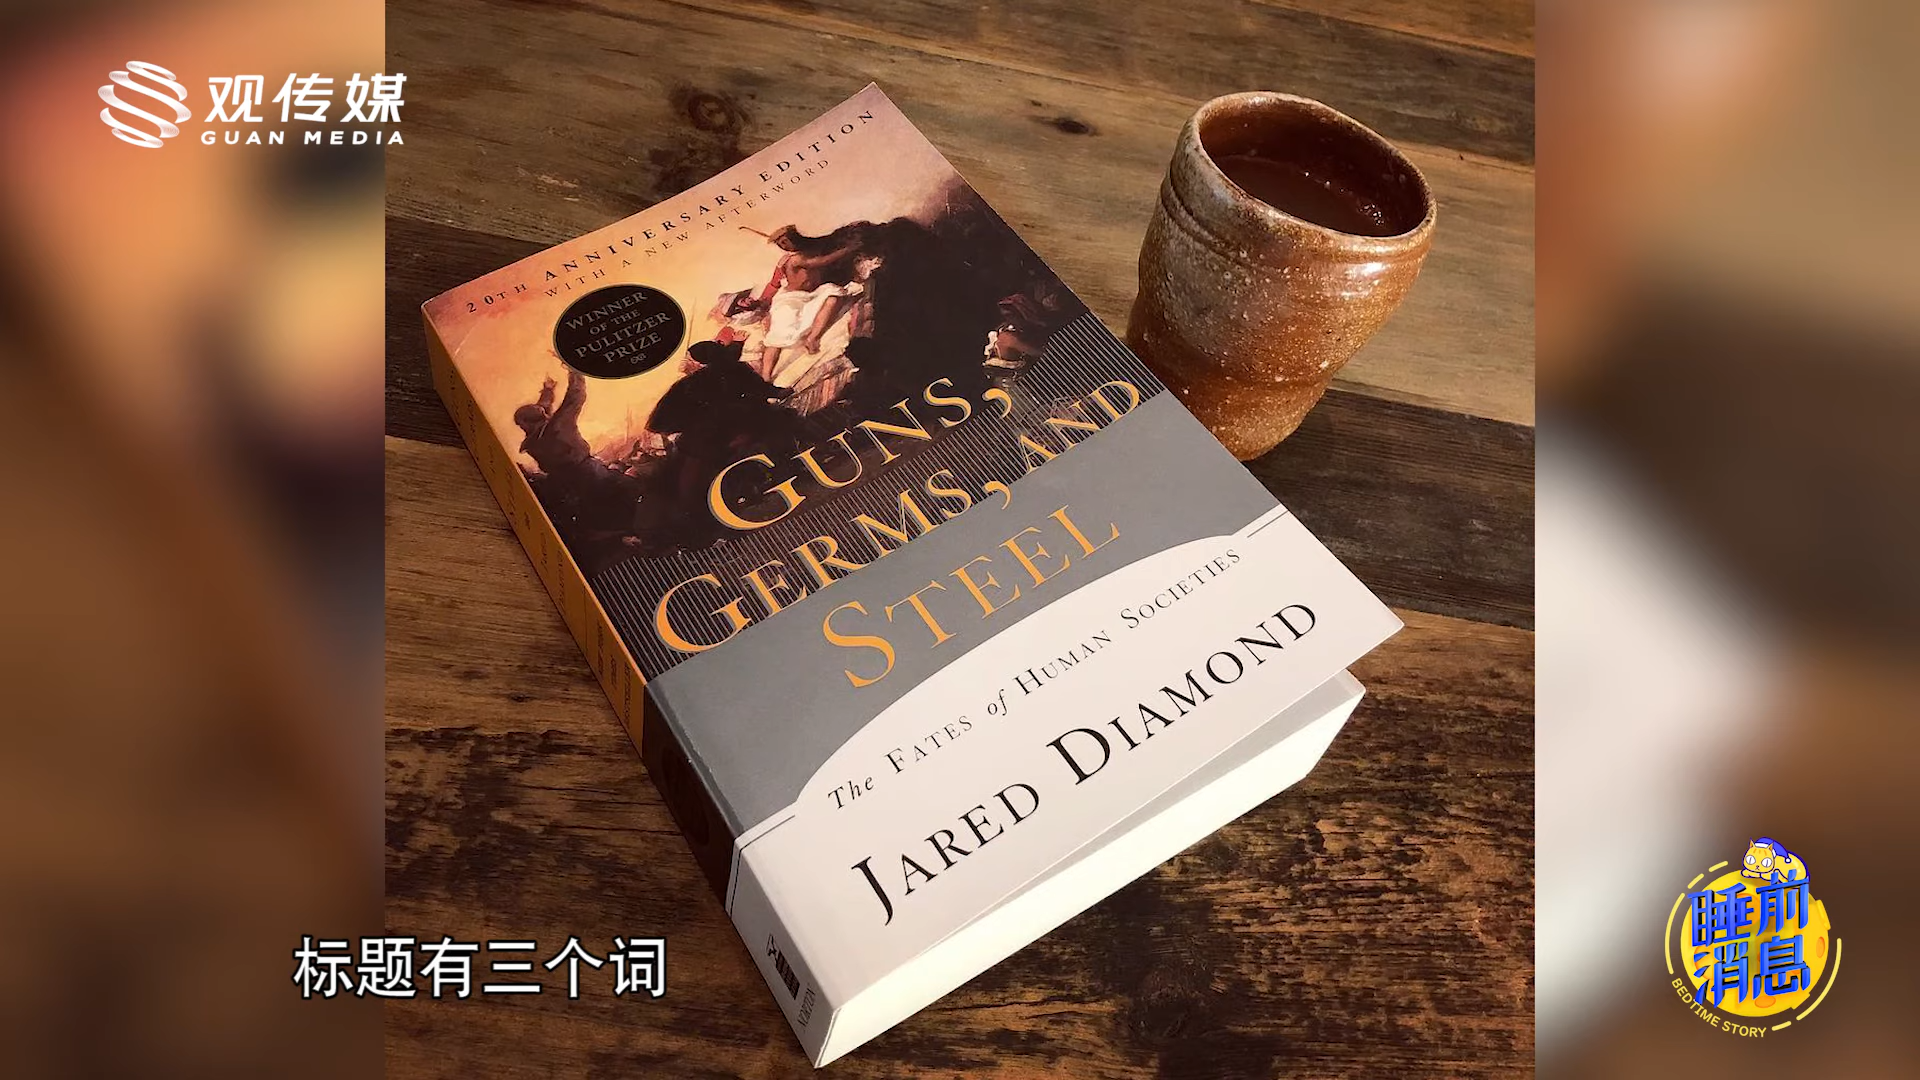 观传媒
GUAN MEDIA
20TH ANNIVERSARY EDITION
WITH A NEW AFTERWORD
WINNER
OF THE
PULITZER
PRIZE
GUNS,
GERMS, AND
STEEL
The FATES of HUMAN SOCIETIES
JARED DIAMOND
NORTON
标题有三个词
睡前
消息
BEDTIME STORY